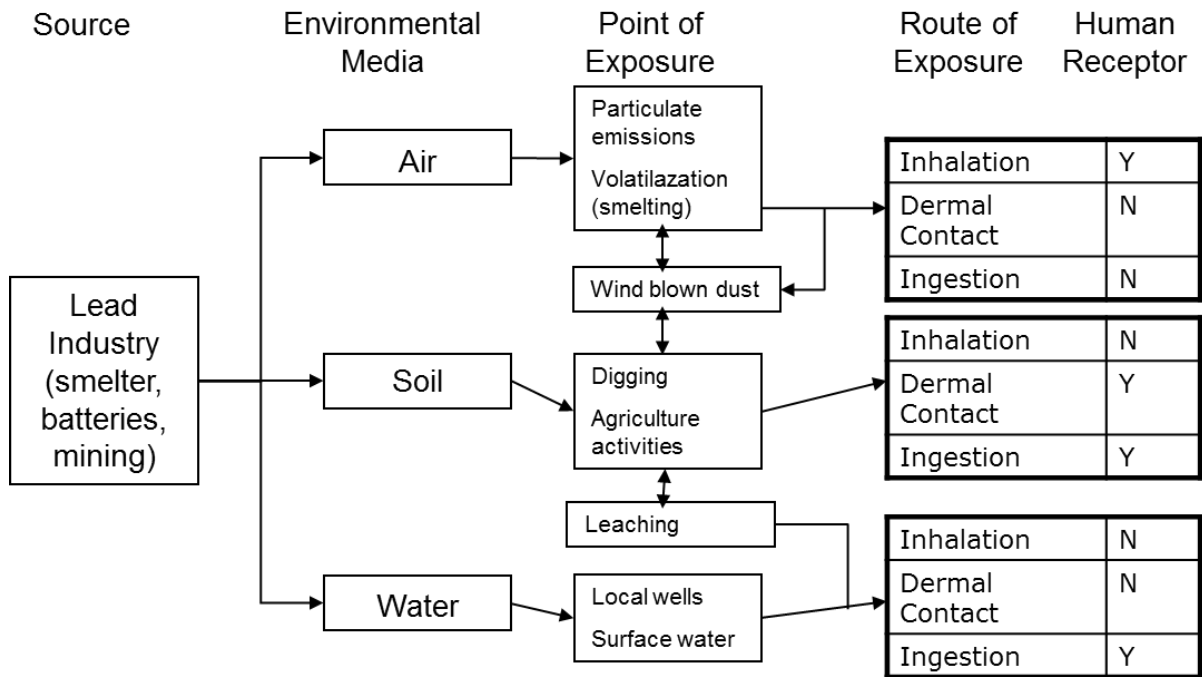 Source
Environmental
Media
Point of
Exposure
Route of
Exposure
Human
Receptor
Lead
Industry
(smelter,
batteries,
mining)
Air
Particulate
emissions
Volatilazation
(smelting)
Inhalation Y
Dermal N
Contact
Ingestion N
Wind blown dust
Soil
Digging
Agriculture
activities
Inhalation N
Dermal Y
Contact
Ingestion Y
Leaching
Water
Local wells
Surface water
Inhalation N
Dermal N
Contact
Ingestion Y